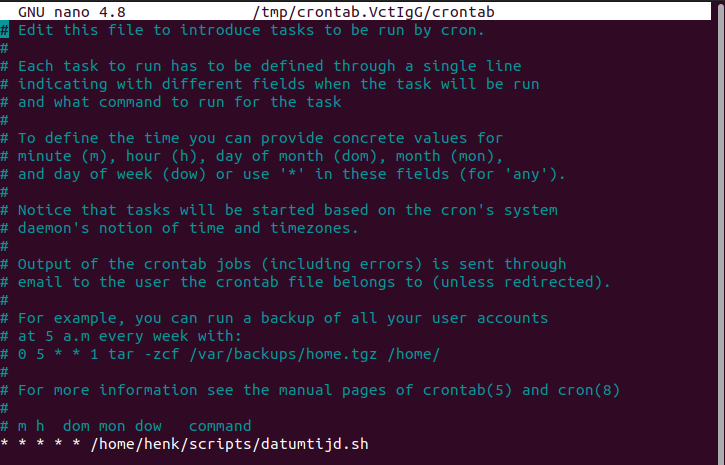 GNU nano 4.8 /tmp/crontab.VctIgG/crontab
# Edit this file to introduce tasks to be run by cron.
#
# Each task to run has to be defined through a single line
# indicating with different fields when the task will be run
# and what command to run for the task
#
# To define the time you can provide concrete values for
# minute (m), hour (h), day of month (dom), month (mon),
# and day of week (dow) or use '*' in these fields (for 'any').
#
# Notice that tasks will be started based on the cron's system
# daemon's notion of time and timezones.
#
# Output of the crontab jobs (including errors) is sent through
# email to the user the crontab file belongs to (unless redirected).
#
# For example, you can run a backup of all your user accounts
# at 5 a.m every week with:
# 0 5 * * 1 tar -zcf /var/backups/home.tgz /home/
#
# For more information see the manual pages of crontab(5) and cron(8)
#
# m h  dom mon dow   command
* * * * * /home/henk/scripts/datumtijd.sh